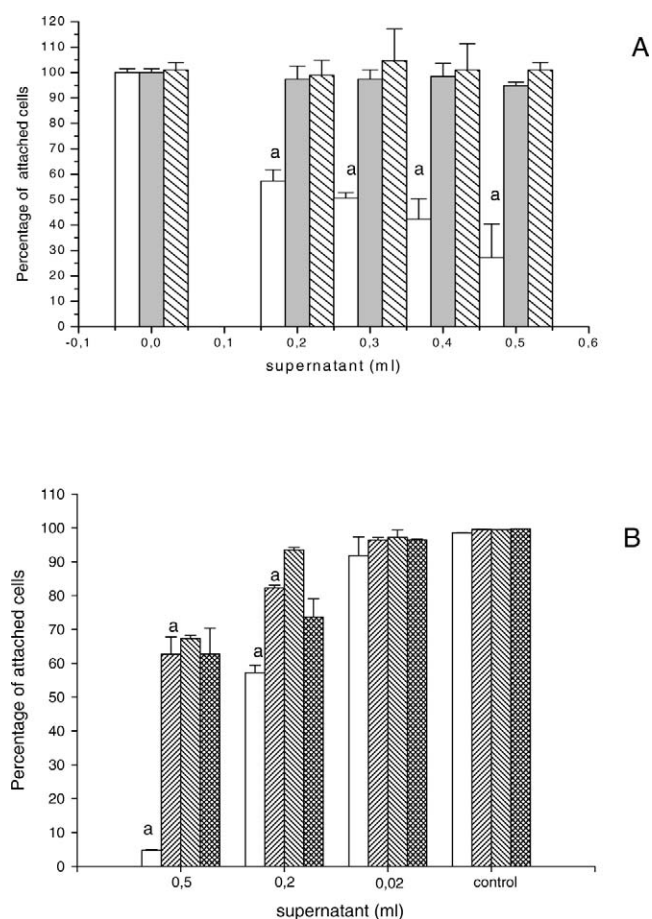 A
120
110
100
90
80
70
60
50
40
30
20
10
0
Percentage of attached cells
a
a
a
a
-0,1 0,0 0,1 0,2 0,3 0,4 0,5 0,6
supernatant (ml)
B
110
100
90
80
70
60
50
40
30
20
10
0
Percentage of attached cells
a
a
a
a
0,5 0,2 0,02 control
supernatant (ml)